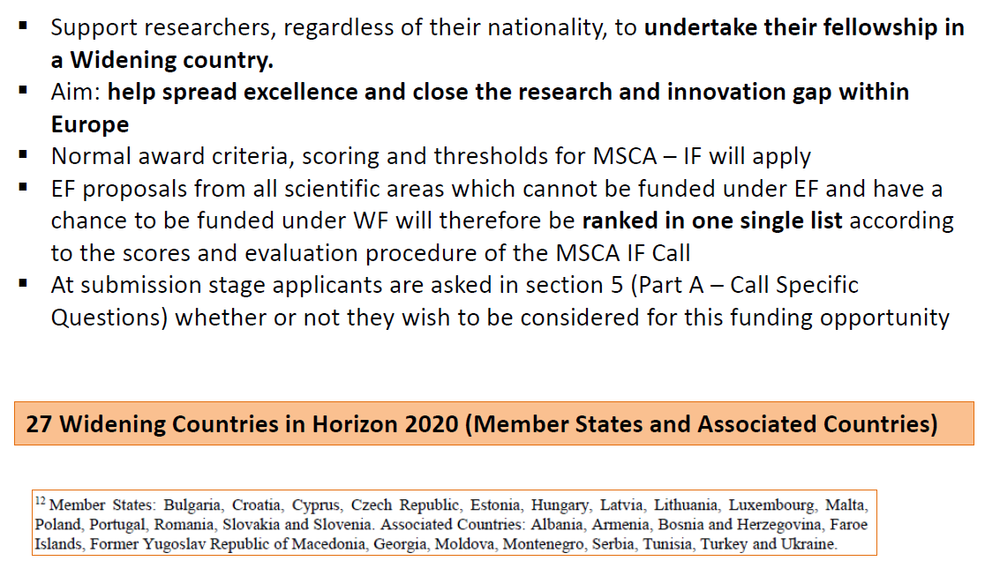 ▪ Support researchers, regardless of their nationality, to undertake their fellowship in
a Widening country.
▪ Aim: help spread excellence and close the research and innovation gap within
Europe
▪ Normal award criteria, scoring and thresholds for MSCA – IF will apply
▪ EF proposals from all scientific areas which cannot be funded under EF and have a
chance to be funded under WF will therefore be ranked in one single list according
to the scores and evaluation procedure of the MSCA IF Call
▪ At submission stage applicants are asked in section 5 (Part A – Call Specific
Questions) whether or not they wish to be considered for this funding opportunity
27 Widening Countries in Horizon 2020 (Member States and Associated Countries)
12 Member States: Bulgaria, Croatia, Cyprus, Czech Republic, Estonia, Hungary, Latvia, Lithuania, Luxembourg, Malta,
Poland, Portugal, Romania, Slovakia and Slovenia. Associated Countries: Albania, Armenia, Bosnia and Herzegovina, Faroe
Islands, Former Yugoslav Republic of Macedonia, Georgia, Moldova, Montenegro, Serbia, Tunisia, Turkey and Ukraine.